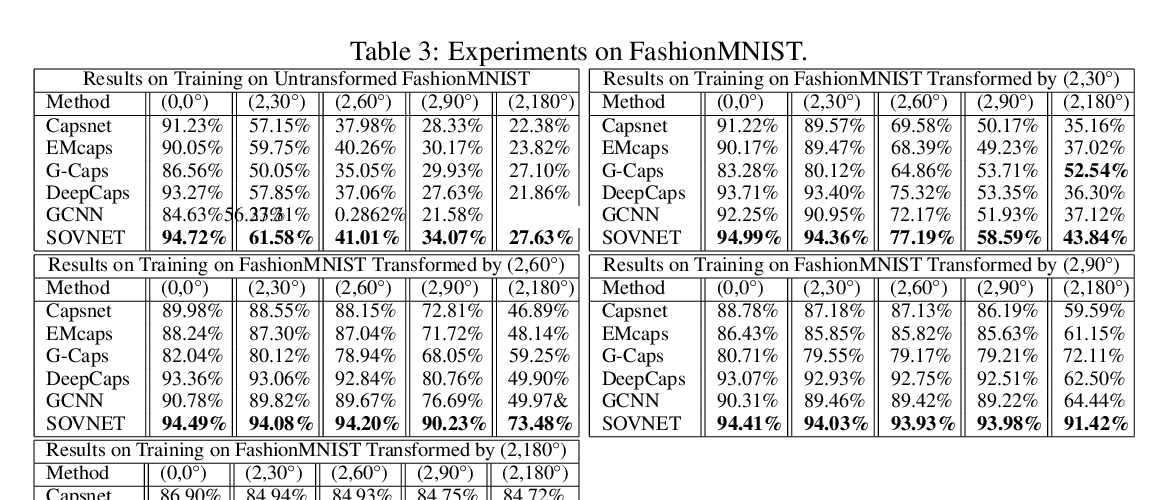 Table 3: Experiments on FashionMNIST.
Results on Training on Untransformed FashionMNIST
Method (0,0°) (2,30°) (2,60°) (2,90°) (2,180°)
Capsnet 91.23% 57.15% 37.98% 28.33% 22.38%
EMcaps 90.05% 59.75% 40.26% 30.17% 23.82%
G-Caps 86.56% 50.05% 35.05% 29.93% 27.10%
DeepCaps 93.27% 57.85% 37.06% 27.63% 21.86%
GCNN 84.63% 0.2862% 21.58%
SOVNET 94.72% 61.58% 41.01% 34.07% 27.63%
Results on Training on FashionMNIST Transformed by (2,30°)
Method (0,0°) (2,30°) (2,60°) (2,90°) (2,180°)
Capsnet 91.22% 89.57% 69.58% 50.17% 35.16%
EMcaps 90.17% 89.47% 68.39% 49.23% 37.02%
G-Caps 83.28% 80.12% 64.86% 53.71% 52.54%
DeepCaps 93.71% 93.40% 75.32% 53.35% 36.30%
GCNN 92.25% 90.95% 72.17% 51.93% 37.12%
SOVNET 94.99% 94.36% 77.19% 58.59% 43.84%
Results on Training on FashionMNIST Transformed by (2,60°)
Method (0,0°) (2,30°) (2,60°) (2,90°) (2,180°)
Capsnet 89.98% 88.55% 88.15% 72.81% 46.89%
EMcaps 88.24% 87.30% 87.04% 71.72% 48.14%
G-Caps 82.04% 80.12% 78.94% 68.05% 59.25%
DeepCaps 93.36% 93.06% 92.84% 80.76% 49.90%
GCNN 90.78% 89.82% 89.67% 76.69% 49.97&
SOVNET 94.49% 94.08% 94.20% 90.23% 73.48%
Results on Training on FashionMNIST Transformed by (2,90°)
Method (0,0°) (2,30°) (2,60°) (2,90°) (2,180°)
Capsnet 88.78% 87.18% 87.13% 86.19% 59.59%
EMcaps 86.43% 85.85% 85.82% 85.63% 61.15%
G-Caps 80.71% 79.55% 79.17% 79.21% 72.11%
DeepCaps 93.07% 92.93% 92.75% 92.51% 62.50%
GCNN 90.31% 89.46% 89.42% 89.22% 64.44%
SOVNET 94.41% 94.03% 93.93% 93.98% 91.42%
Results on Training on FashionMNIST Transformed by (2,180°)
Method (0,0°) (2,30°) (2,60°) (2,90°) (2,180°)
Capsnet 86.90% 84.94% 84.93% 84.75% 84.72%